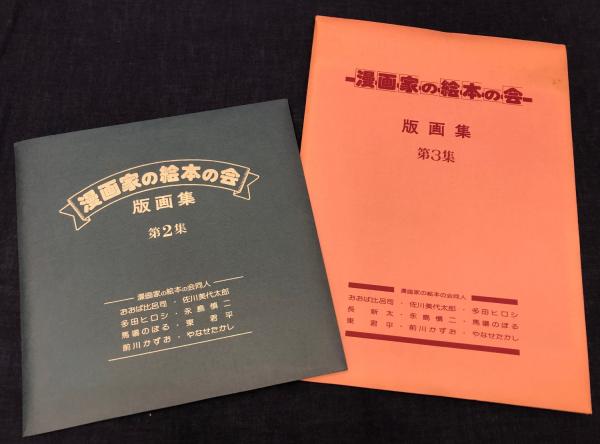 漫画家の絵本の会
版画集
第2集
漫画家の絵本の会同人
おおば比呂司・佐川美代太郎
多田ヒロシ・永島慎二
馬場のぼる・東君平
前川かずお・やなせたかし
漫画家の絵本の会
版画集
第3集
漫画家の絵本の会同人
おおば比呂司・佐川美代太郎・多田ヒロシ
長新太・永島慎二・馬場のぼる
東君平・前川かずお・やなせたかし